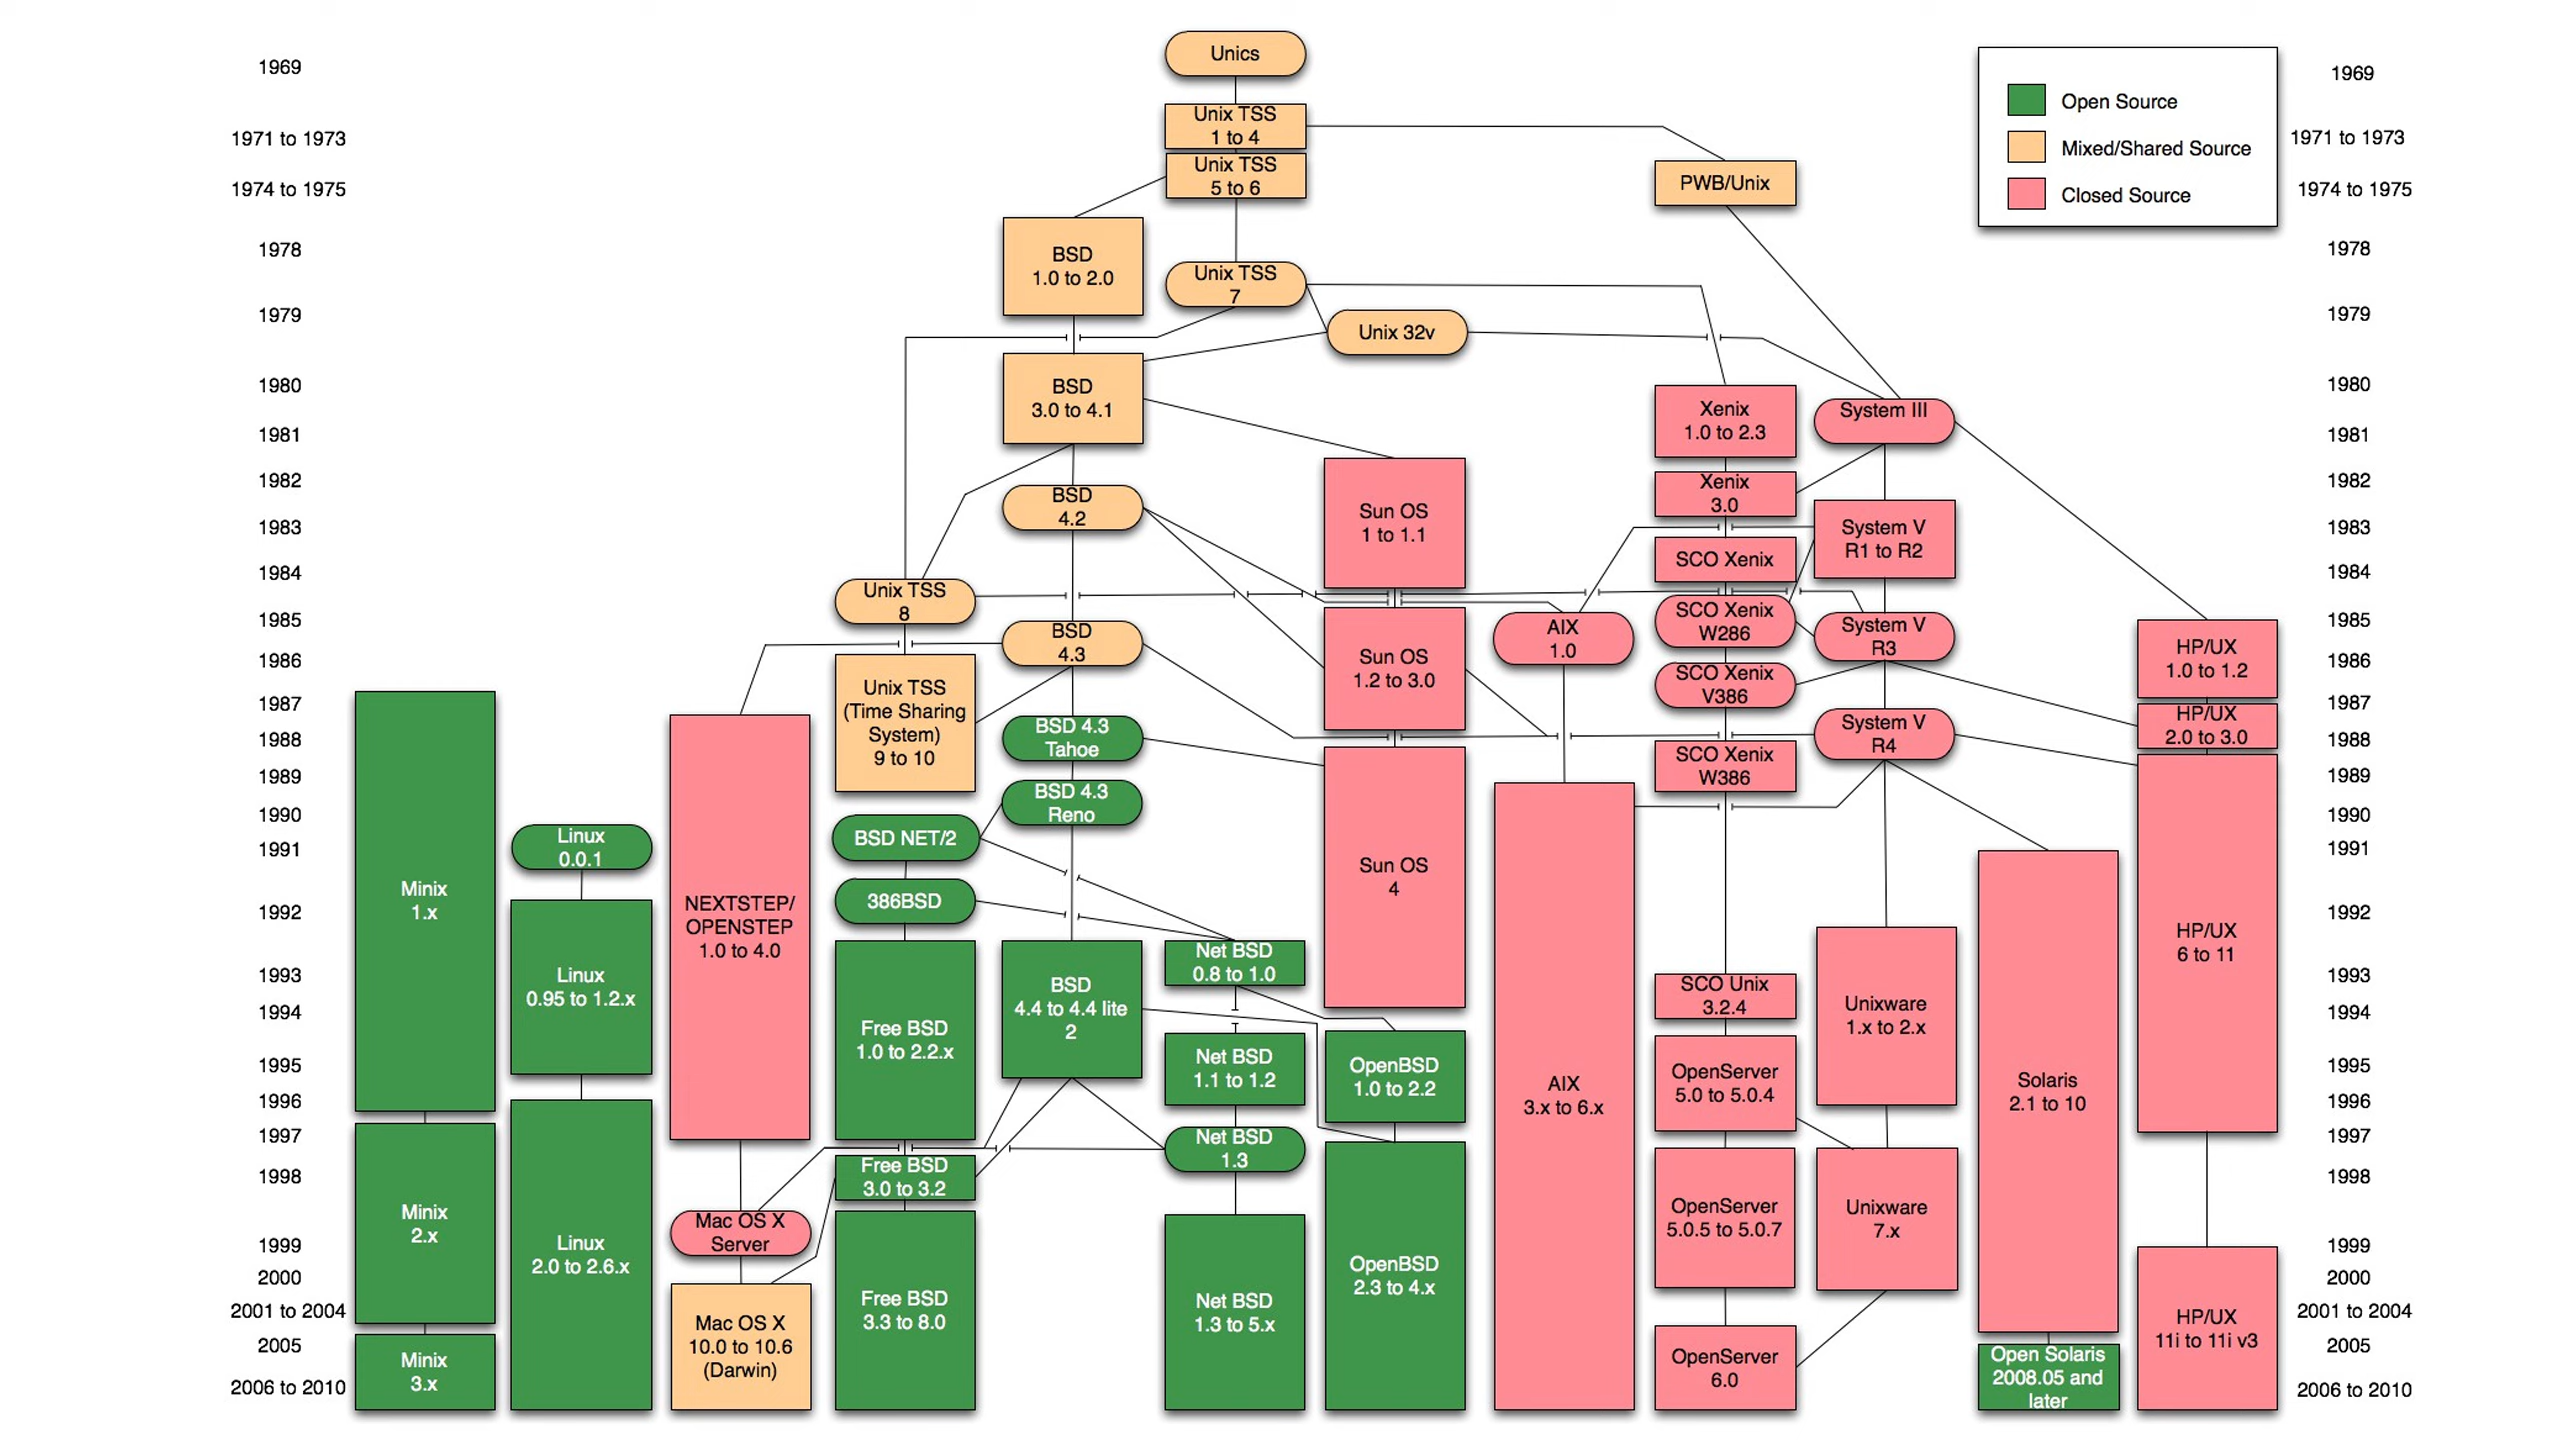 Unics
1969
1969
Open Source
Mixed/Shared Source
Closed Source
Unix TSS
1 to 4
1971 to 1973
1971 to 1973
Unix TSS
5 to 6
PWB/Unix
1974 to 1975
1974 to 1975
BSD
1.0 to 2.0
1978
1978
Unix TSS
7
1979
1979
Unix 32v
BSD
3.0 to 4.1
1980
1980
Xenix
1.0 to 2.3
System III
1981
1981
1982
1982
Xenix
3.0
BSD
4.2
Sun OS
1 to 1.1
1983
1983
System V
R1 to R2
SCO Xenix
1984
1984
Unix TSS
8
SCO Xenix
W286
1985
1985
AIX
1.0
System V
R3
BSD
4.3
HP/UX
1.0 to 1.2
Sun OS
1.2 to 3.0
1986
1986
SCO Xenix
V386
Unix TSS
(Time Sharing
System)
9 to 10
1987
1987
HP/UX
2.0 to 3.0
System V
R4
BSD 4.3
Tahoe
1988
1988
SCO Xenix
W386
1989
1989
BSD 4.3
Reno
1990
1990
BSD NET/2
Linux
0.0.1
1991
1991
Sun OS
4
Minix
1.x
386BSD
1992
1992
NEXTSTEP/
OPENSTEP
1.0 to 4.0
HP/UX
6 to 11
Net BSD
0.8 to 1.0
1993
1993
Linux
0.95 to 1.2.x
SCO Unix
3.2.4
BSD
4.4 to 4.4 lite
2
1994
1994
Unixware
1.x to 2.x
Free BSD
1.0 to 2.2.x
Net BSD
1.1 to 1.2
OpenBSD
1.0 to 2.2
1995
1995
OpenServer
5.0 to 5.0.4
AIX
3.x to 6.x
Solaris
2.1 to 10
1996
1996
1997
1997
Net BSD
1.3
Free BSD
3.0 to 3.2
1998
1998
Minix
2.x
Mac OS X
Server
OpenServer
5.0.5 to 5.0.7
Unixware
7.x
1999
1999
Linux
2.0 to 2.6.x
OpenBSD
2.3 to 4.x
2000
2000
2001 to 2004
2001 to 2004
Free BSD
3.3 to 8.0
Net BSD
1.3 to 5.x
HP/UX
11i to 11i v3
Mac OS X
10.0 to 10.6
(Darwin)
2005
2005
Minix
3.x
OpenServer
6.0
Open Solaris
2008.05 and
later
2006 to 2010
2006 to 2010